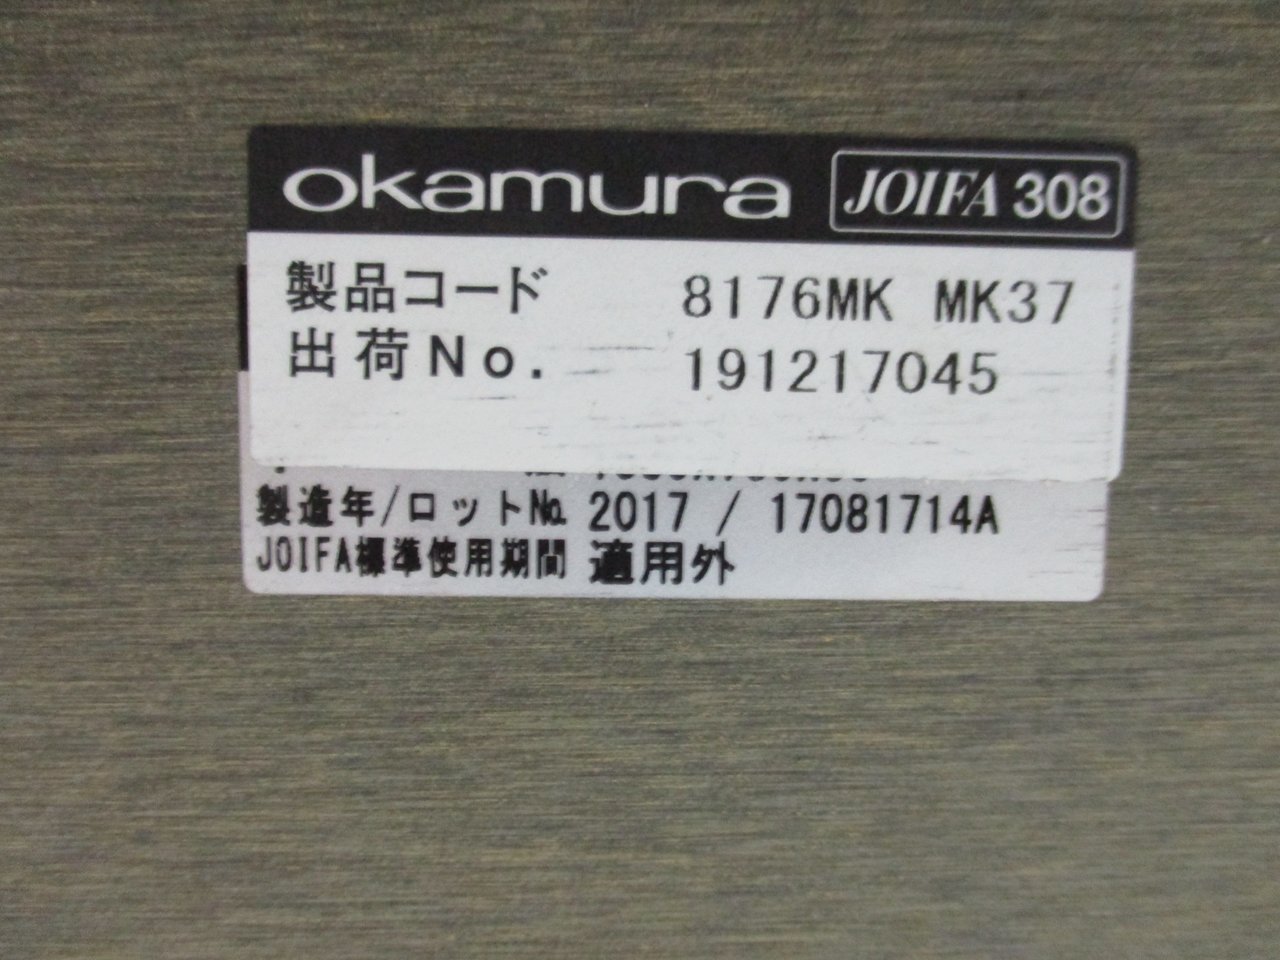 okamura JOIFA 308
製品コード 8176MK MK37
出荷No. 191217045
製造年/ロット№ 2017 / 17081714A
JOIFA標準使用期間 適用外